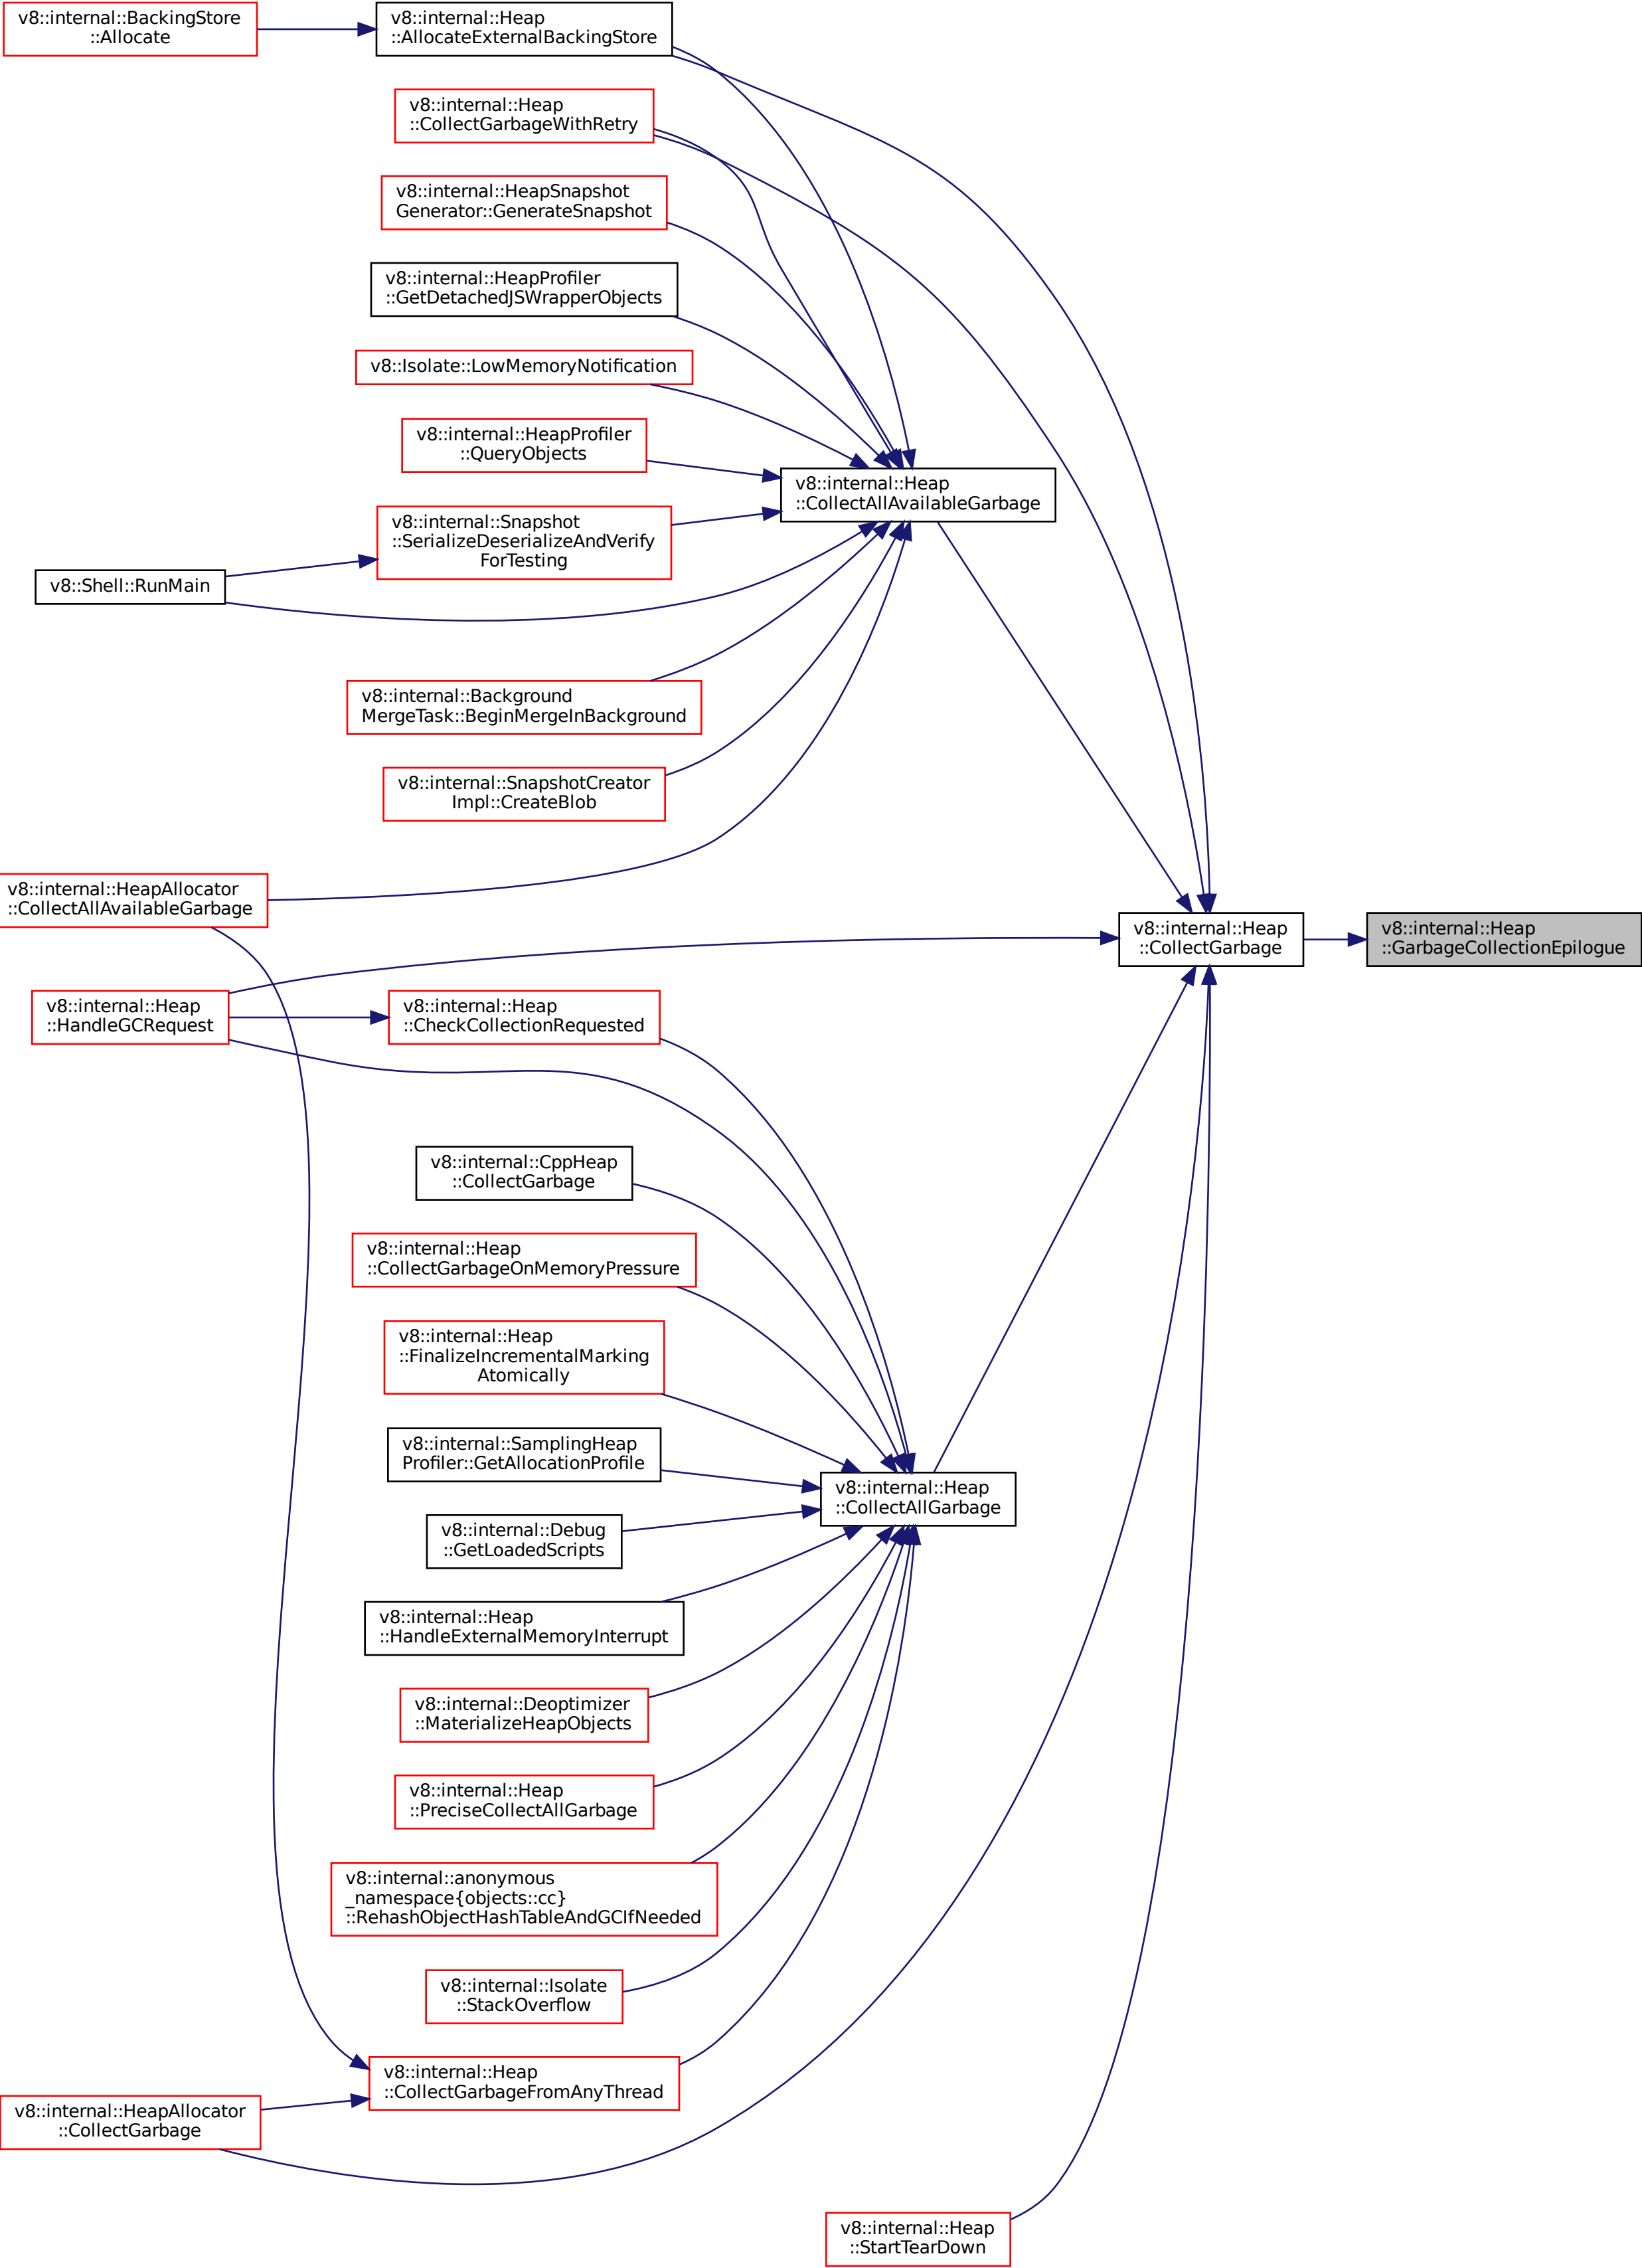 v8::internal::BackingStore
::Allocate
v8::internal::Heap
::AllocateExternalBackingStore
v8::internal::Heap
::CollectGarbageWithRetry
v8::internal::HeapSnapshot
Generator::GenerateSnapshot
v8::internal::HeapProfiler
::GetDetachedJSWrapperObjects
v8::Isolate::LowMemoryNotification
v8::internal::HeapProfiler
::QueryObjects
v8::internal::Heap
::CollectAllAvailableGarbage
v8::internal::Snapshot
::SerializeDeserializeAndVerify
ForTesting
v8::Shell::RunMain
v8::internal::Background
MergeTask::BeginMergeInBackground
v8::internal::SnapshotCreator
Impl::CreateBlob
v8::internal::HeapAllocator
::CollectAllAvailableGarbage
v8::internal::Heap
::CollectGarbage
v8::internal::Heap
::GarbageCollectionEpilogue
v8::internal::Heap
::HandleGCRequest
v8::internal::Heap
::CheckCollectionRequested
v8::internal::CppHeap
::CollectGarbage
v8::internal::Heap
::CollectGarbageOnMemoryPressure
v8::internal::Heap
::FinalizeIncrementalMarking
Atomically
v8::internal::SamplingHeap
Profiler::GetAllocationProfile
v8::internal::Heap
::CollectAllGarbage
v8::internal::Debug
::GetLoadedScripts
v8::internal::Heap
::HandleExternalMemoryInterrupt
v8::internal::Deoptimizer
::MaterializeHeapObjects
v8::internal::Heap
::PreciseCollectAllGarbage
v8::internal::anonymous
_namespace{objects::cc}
::RehashObjectHashTableAndGCIfNeeded
v8::internal::Isolate
::StackOverflow
v8::internal::Heap
::CollectGarbageFromAnyThread
v8::internal::HeapAllocator
::CollectGarbage
v8::internal::Heap
::StartTearDown